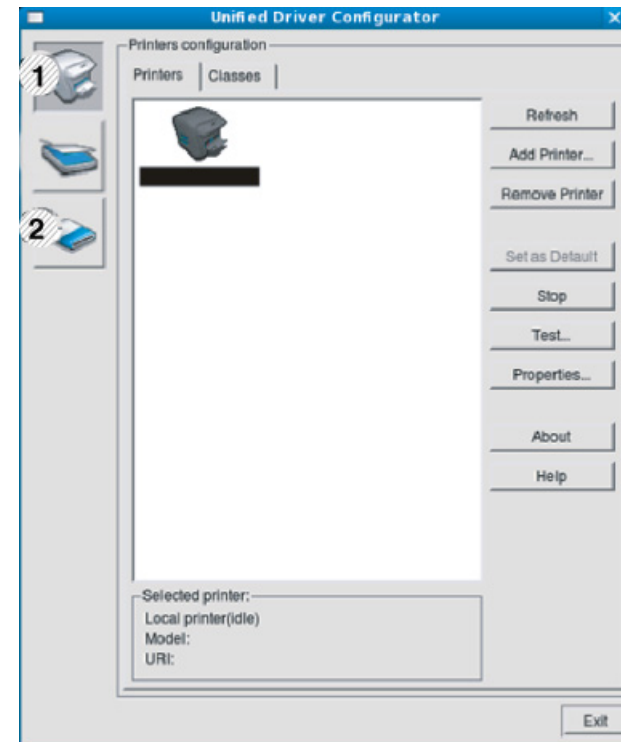 Unified Driver Configurator
1
2
Printers configuration
Printers
Classes
Refresh
Add Printer...
Remove Printer
Set as Default
Stop
Test...
Properties...
About
Help
Selected printer:
Local printer(idle)
Model:
URI:
Exit